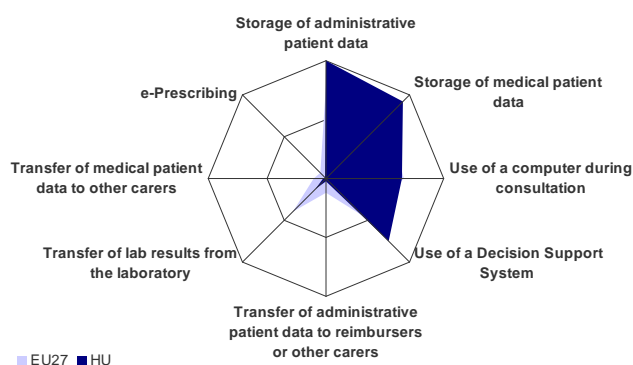 Storage of administrative
patient data
Storage of medical patient
data
e-Prescribing
Use of a computer during
consultation
Transfer of medical patient
data to other carers
Use of a Decision Support
System
Transfer of lab results from
the laboratory
Transfer of administrative
patient data to reimbursers
or other carers
EU27 HU